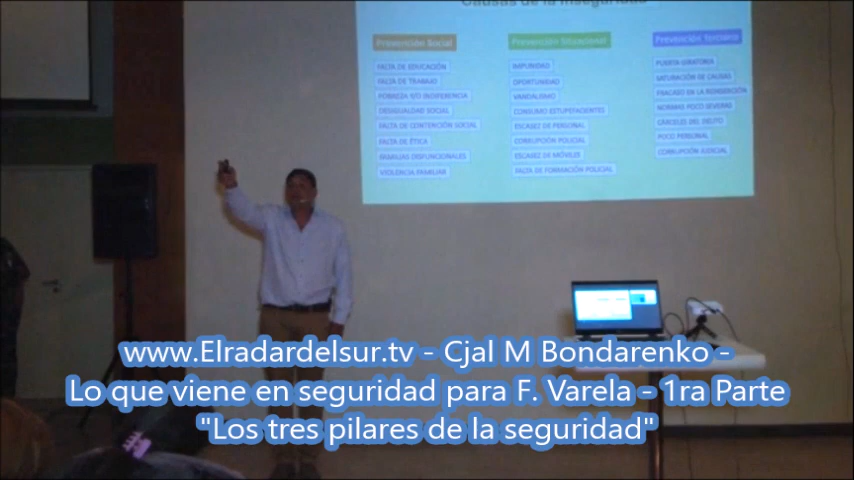 Causas de la Inseguridad
Prevención Social
FALTA DE EDUCACIÓN
FALTA DE TRABAJO
POBREZA Y/O INDIFERENCIA
DESIGUALDAD SOCIAL
FALTA DE CONTENCIÓN SOCIAL
FALTA DE ÉTICA
FAMILIAS DISFUNCIONALES
VIOLENCIA FAMILIAR
Prevención Situacional
IMPUNIDAD
OPORTUNIDAD
VANDALISMO
CONSUMO ESTUPEFACIENTES
ESCASEZ DE PERSONAL
CORRUPCIÓN POLICIAL
ESCASEZ DE MÓVILES
FALTA DE FORMACIÓN POLICIAL
Prevención Terciaria
PUERTA GIRATORIA
SATURACIÓN DE CAUSAS
FRACASO EN LA
NORMAS POCO SEVERAS
CÁRCELES DEL DELITO
POCO PERSONAL
CORRUPCIÓN JUDICIAL
www.Elradardelsur.tv - Cjal M Bondarenko -
Lo que viene en seguridad para F. Varela - 1ra Parte
"Los tres pilares de la seguridad"